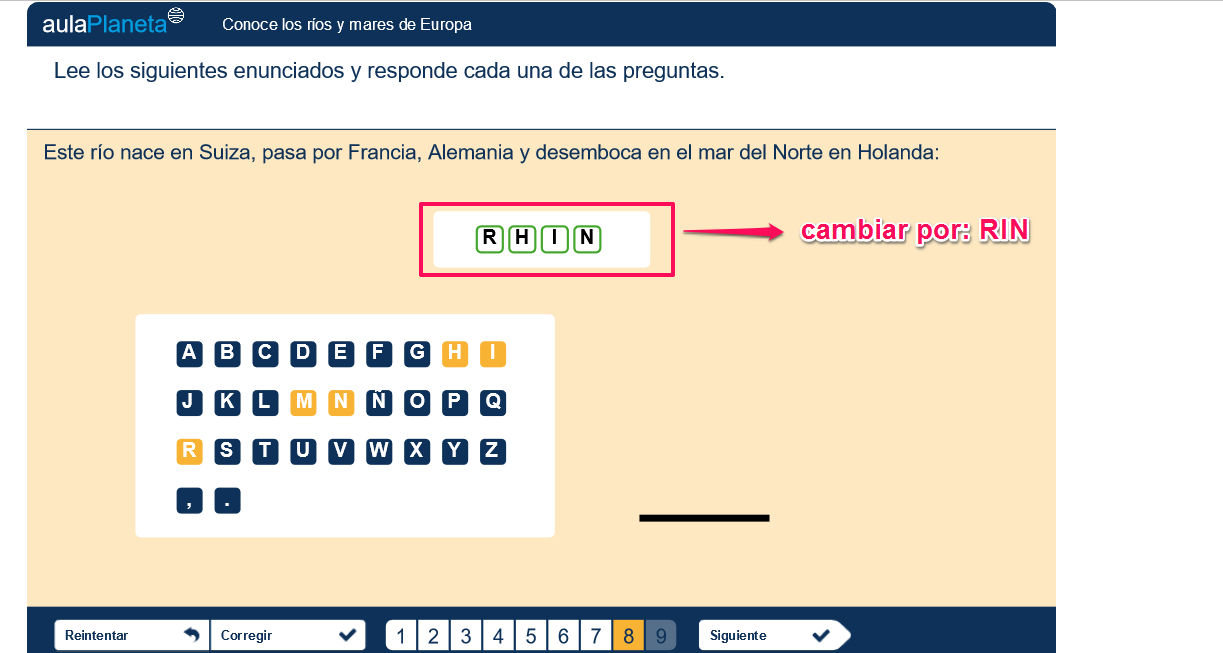 aulaPlaneta Conoce los ríos y mares de Europa
Lee los siguientes enunciados y responde cada una de las preguntas.
Este río nace en Suiza, pasa por Francia, Alemania y desemboca en el mar del Norte en Holanda:
R H I N
cambiar por: RIN
A B C D E F G H I
J K L M N Ñ O P Q
R S T U V W X Y Z
, .
Reintentar Corregir 1 2 3 4 5 6 7 8 9 Siguiente